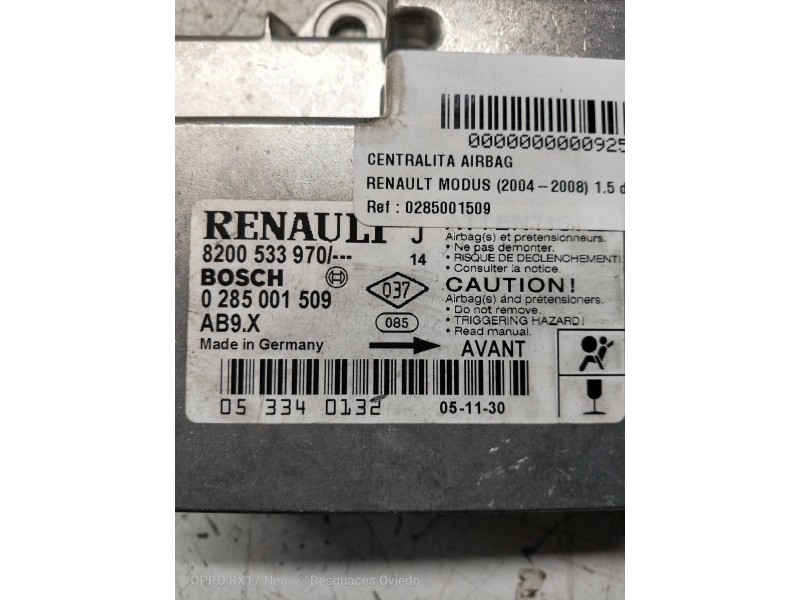 0000000000925
CENTRALITA AIRBAG
RENAULT MODUS (2004-2008) 1.5 d
Ref : 0285001509
RENAULT J
8200 533 970/--- 14
BOSCH
0 285 001 509
AB9.X
Made in Germany
037
085
Airbag(s) et pretensionneurs.
• Ne pas demonter.
• RISQUE DE DECLENCHEMENT!
• Consulter la notice.
CAUTION!
Airbag(s) and pretensioners.
• Do not remove.
• TRIGGERING HAZARD!
• Read manual.
AVANT
05 334 0132 05-11-30
OPPO RX17 Neo Desguaces Oviedo